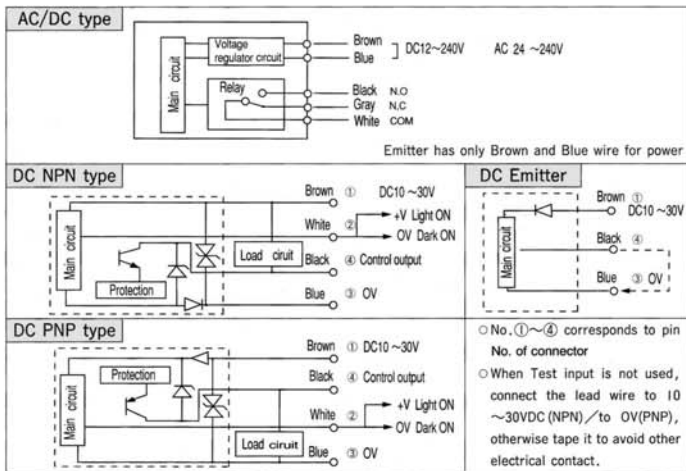 AC/DC type
Voltage
regulator circuit
Main circuit
Relay
Brown
Blue
DC12~240V AC 24 ~240V
Black N.O
Gray N.C
White COM
Emitter has only Brown and Blue wire for power
DC NPN type
Main circuit
Protection
Load ciruit
Brown ① DC10 ~30V
White ②
+V Light ON
OV Dark ON
Black ④ Control output
Blue ③ OV
DC Emitter
Main circuit
Brown ①
DC10 ~30V
Black ④
Blue ③ OV
DC PNP type
Main circuit
Protection
Load ciruit
Brown ① DC10 ~30V
Black ④ Control output
White ②
+V Light ON
OV Dark ON
Blue ③ OV
○ No.①~④ corresponds to pin
No. of connector
○ When Test input is not used,
connect the lead wire to 10
~30VDC (NPN)/to OV(PNP),
otherwise tape it to avoid other
electrical contact.